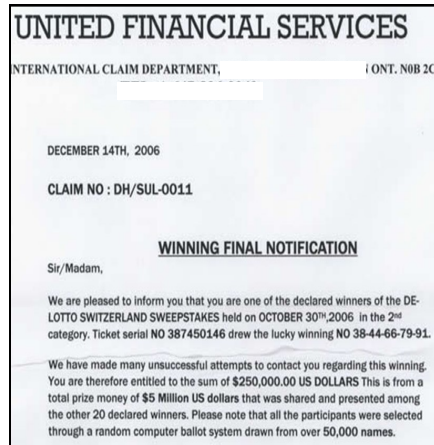 UNITED FINANCIAL SERVICES
INTERNATIONAL CLAIM DEPARTMENT, ONT. N0B 2
DECEMBER 14TH, 2006
CLAIM NO : DH/SUL-0011
WINNING FINAL NOTIFICATION
Sir/Madam,
We are pleased to inform you that you are one of the declared winners of the DE-
LOTTO SWITZERLAND SWEEPSTAKES held on OCTOBER 30TH,2006 in the 2nd
category. Ticket serial NO 387450146 drew the lucky winning NO 38-44-66-79-91.
We have made many unsuccessful attempts to contact you regarding this winning.
You are therefore entitled to the sum of $250,000.00 US DOLLARS This is from a
total prize money of $5 Million US dollars that was shared and presented among
the other 20 declared winners. Please note that all the participants were selected
through a random computer ballot system drawn from over 50,000 names.